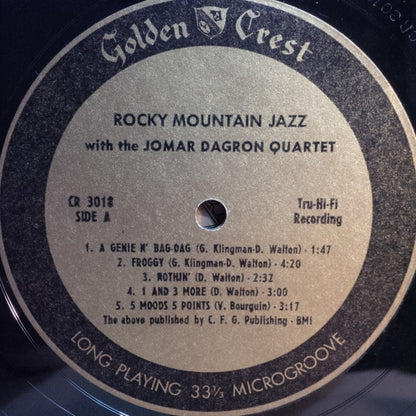 Golden Crest
ROCKY MOUNTAIN JAZZ
with the JOMAR DAGRON QUARTET
CR 3018
SIDE A
Tru-Hi-Fi
Recording
1. A GENIE N' BAG-DAG (G. Klingman-D. Walton) - 1:47
2. FROGGY (G. Klingman-D. Walton) - 4:20
3. NOTHIN' (D. Walton) - 2:32
4. 1 AND 3 MORE (D. Walton) - 3:00
5. 5 MOODS 5 POINTS (V. Bourguin) - 3:17
The above published by C. F. G. Publishing - BMI
LONG PLAYING 33⅓ MICROGROOVE